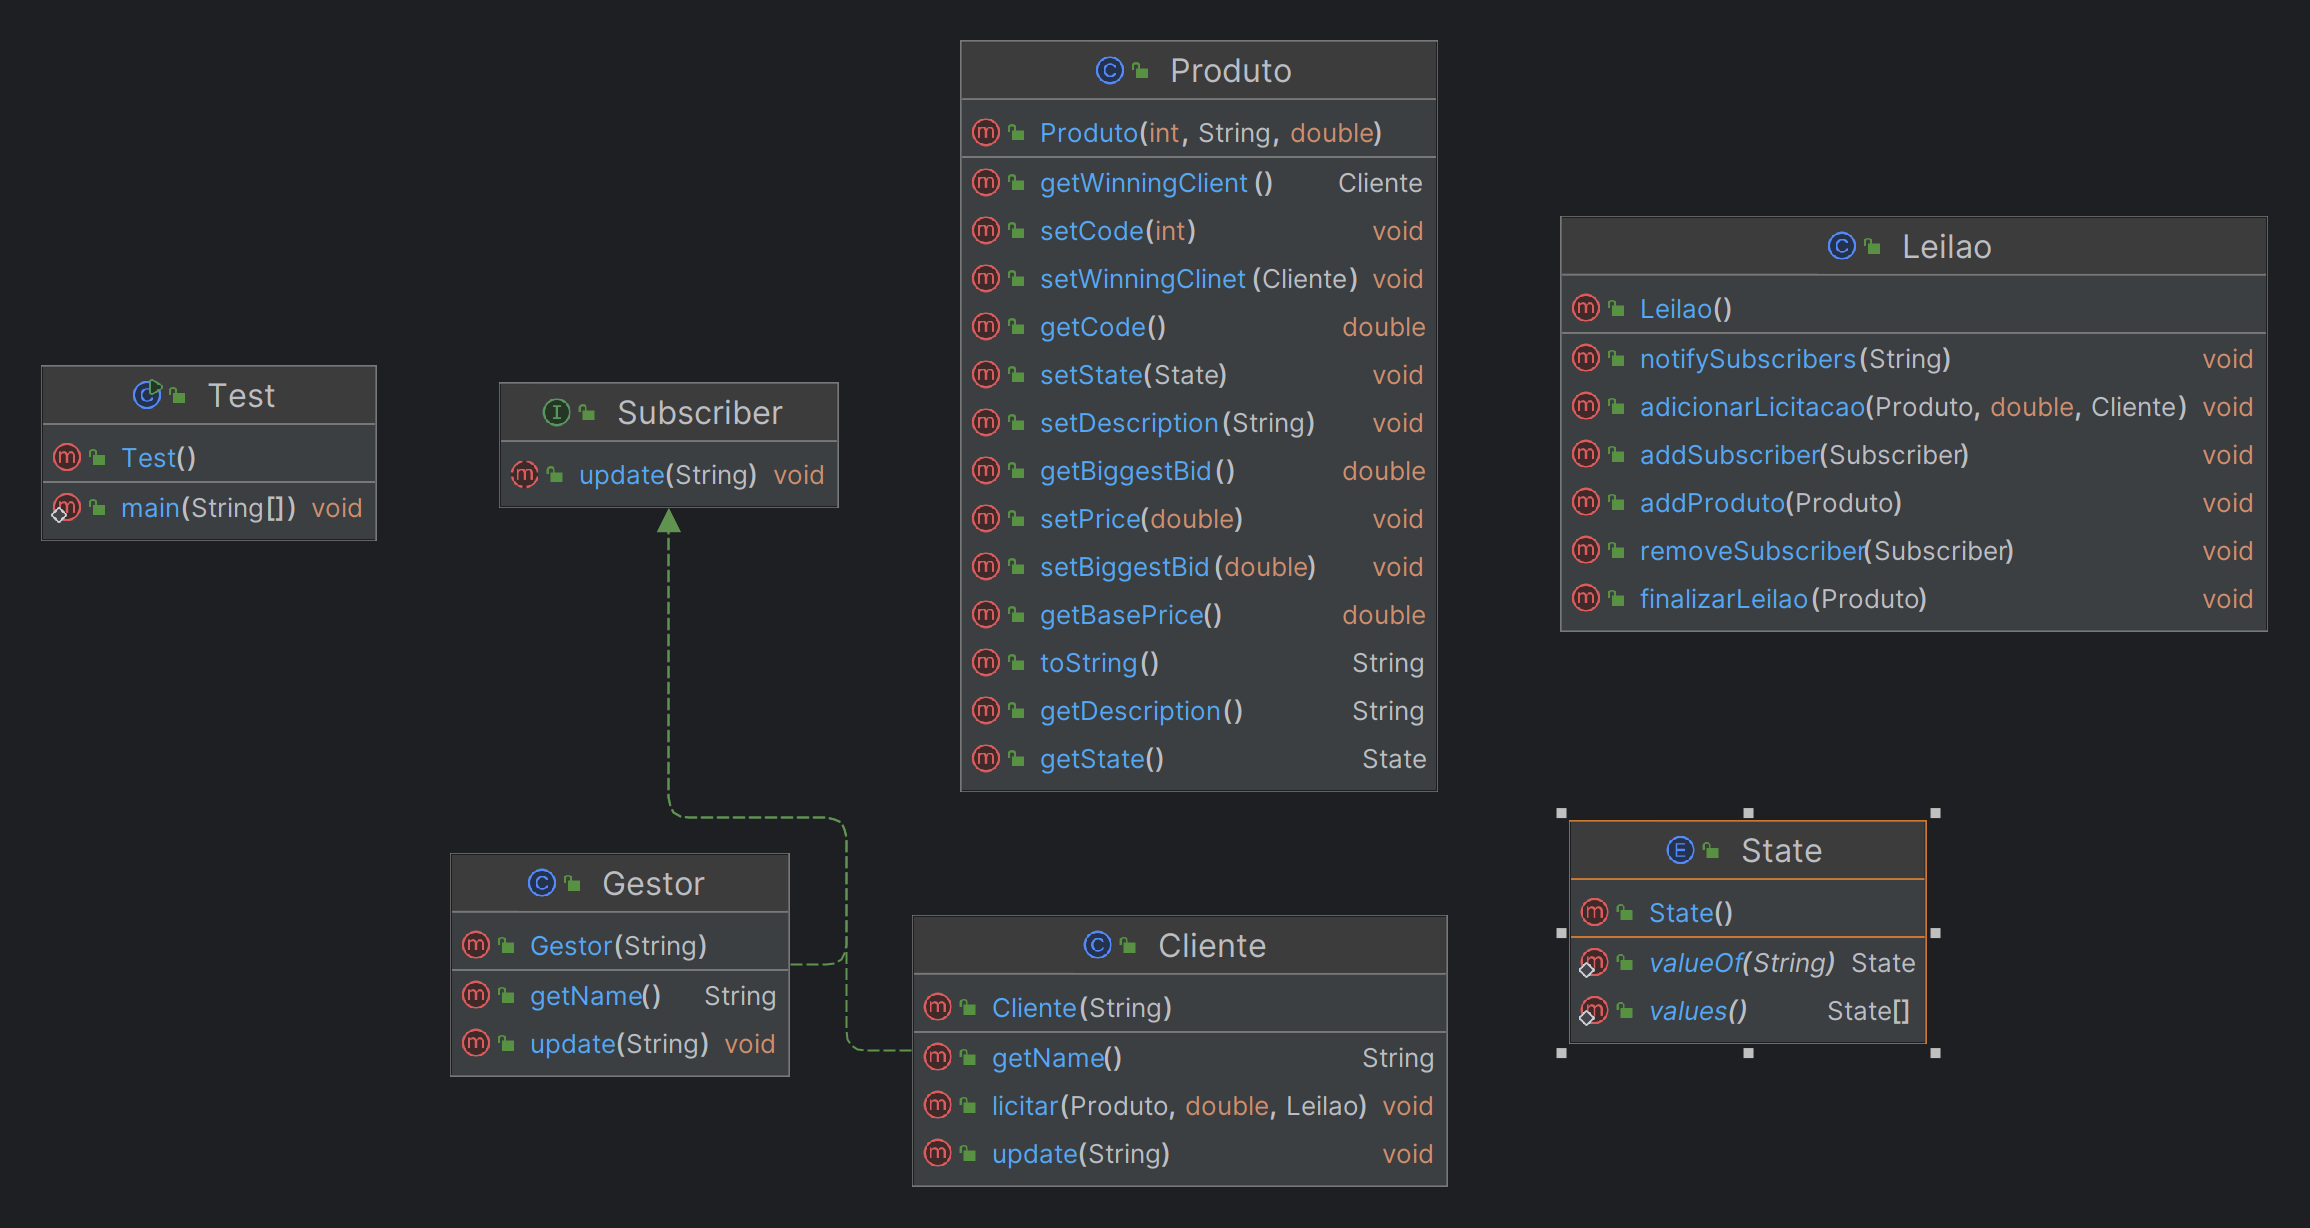 Produto
Produto(int, String, double)
getWinningClient() Cliente
setCode(int) void
setWinningClinet(Cliente) void
getCode() double
setState(State) void
setDescription(String) void
getBiggestBid() double
setPrice(double) void
setBiggestBid(double) void
getBasePrice() double
toString() String
getDescription() String
getState() State
Leilao
Leilao()
notifySubscribers(String) void
adicionarLicitacao(Produto, double, Cliente) void
addSubscriber(Subscriber) void
addProduto(Produto) void
removeSubscriber(Subscriber) void
finalizarLeilao(Produto) void
Test
Test()
main(String[]) void
Subscriber
update(String) void
Gestor
Gestor(String)
getName() String
update(String) void
Cliente
Cliente(String)
getName() String
licitar(Produto, double, Leilao) void
update(String) void
State
State()
valueOf(String) State
values() State[]